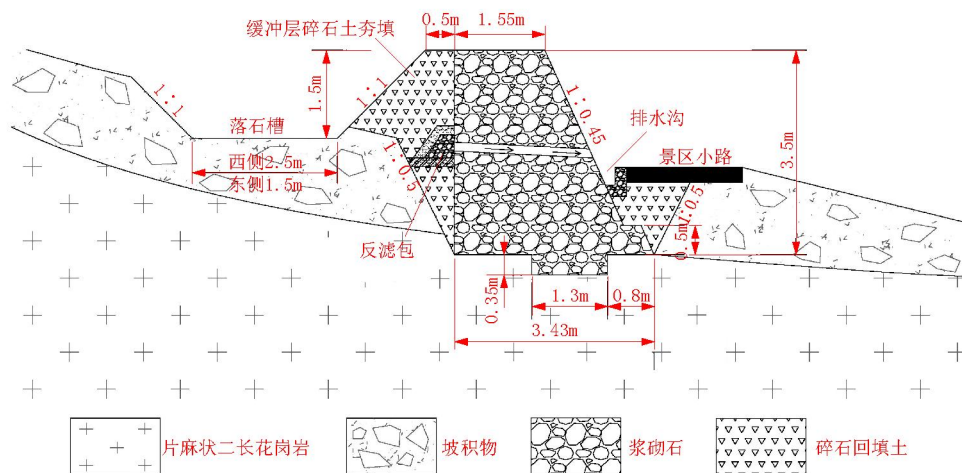 0.5m
1.55m
缓冲层碎石土夯填
1.5m
1:1
1:1
1:0.45
3.5m
排水沟
落石槽
景区小路
西侧2.5m
东侧1.5m
1:0.5
1:0.5
0.5m
反滤包
0.35m
1.3m
0.8m
3.43m
片麻状二长花岗岩
坡积物
浆砌石
碎石回填土